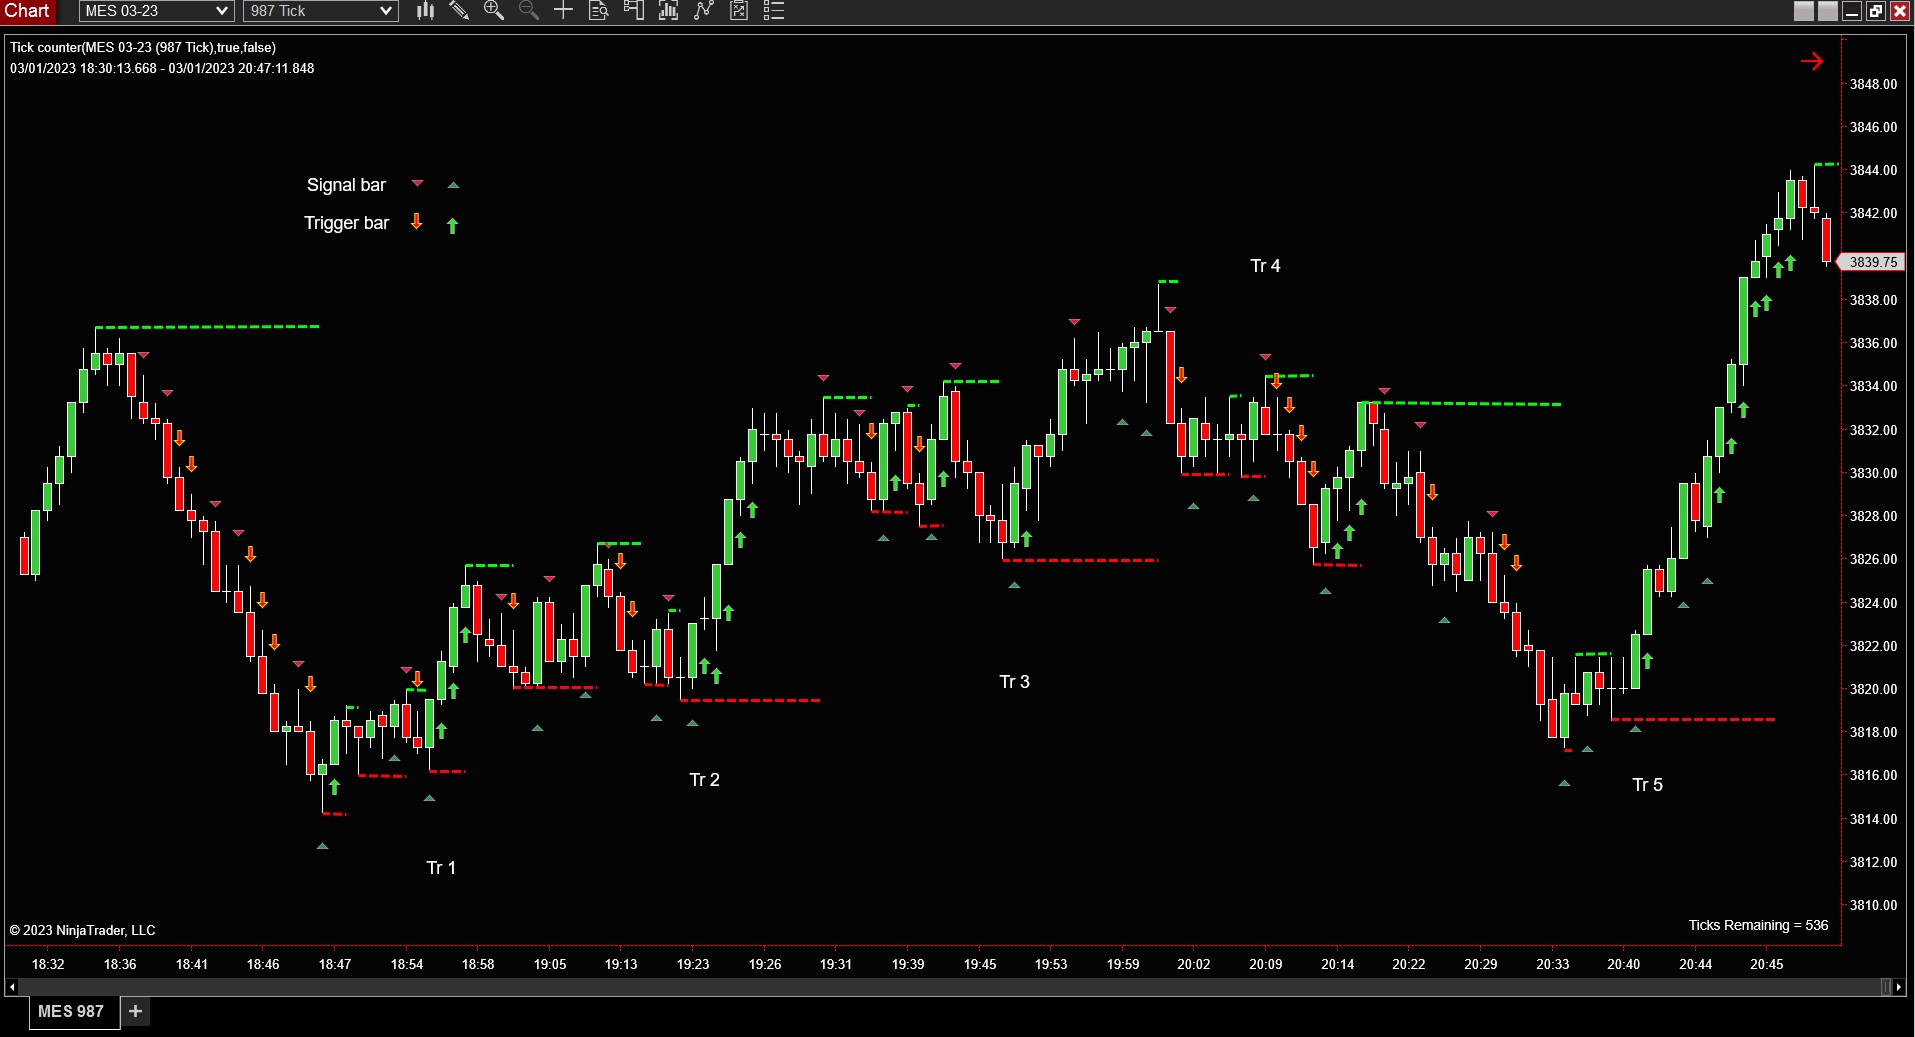 Chart MES 03-23 987 Tick
Tick counter(MES 03-23 (987 Tick),true,false)
03/01/2023 18:30:13.668 - 03/01/2023 20:47:11.848
3848.00
3846.00
Signal bar
3844.00
Trigger bar
3842.00
Tr 4
3839.75
3838.00
3836.00
3834.00
3832.00
3830.00
3828.00
3826.00
3824.00
3822.00
Tr 3
3820.00
3818.00
Tr 2
Tr 5
3816.00
3814.00
Tr 1
3812.00
3810.00
© 2023 NinjaTrader, LLC
Ticks Remaining = 536
18:32 18:36 18:41 18:46 18:47 18:54 18:58 19:05 19:13 19:23 19:26 19:31 19:39 19:45 19:53 19:59 20:02 20:09 20:14 20:22 20:29 20:33 20:40 20:44 20:45
MES 987 +